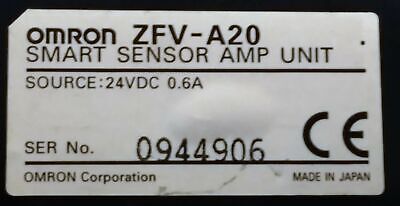 OMRON ZFV-A20
SMART SENSOR AMP UNIT
SOURCE:24VDC 0.6A
SER No. 0944906
CE
OMRON Corporation MADE IN JAPAN